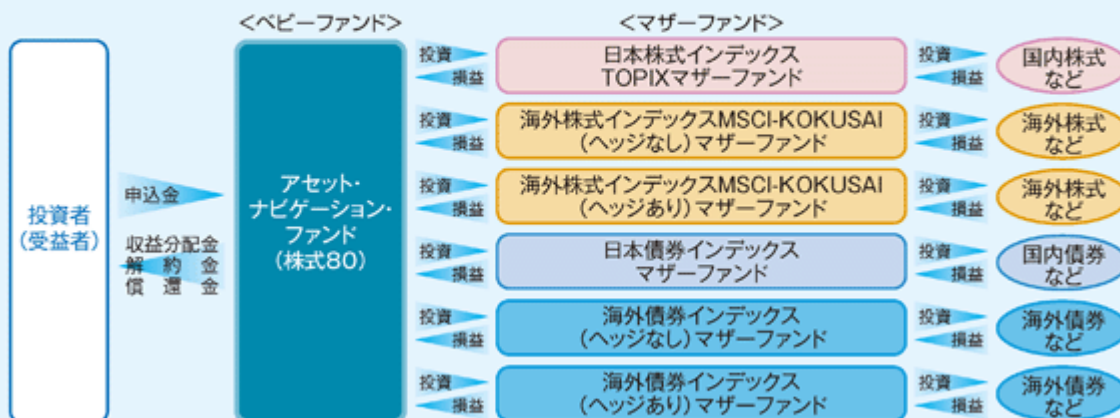 <ベビーファンド>
<マザーファンド>
投資者
(受益者)
申込金
収益分配金
解約金
償還金
アセット・
ナビゲーション・
ファンド
(株式80)
投資
損益
日本株式インデックス
TOPIXマザーファンド
投資
損益
国内株式
など
投資
損益
海外株式インデックスMSCI-KOKUSAI
(ヘッジなし)マザーファンド
投資
損益
海外株式
など
投資
損益
海外株式インデックスMSCI-KOKUSAI
(ヘッジあり)マザーファンド
投資
損益
海外株式
など
投資
損益
日本債券インデックス
マザーファンド
投資
損益
国内債券
など
投資
損益
海外債券インデックス
(ヘッジなし)マザーファンド
投資
損益
海外債券
など
投資
損益
海外債券インデックス
(ヘッジあり)マザーファンド
投資
損益
海外債券
など